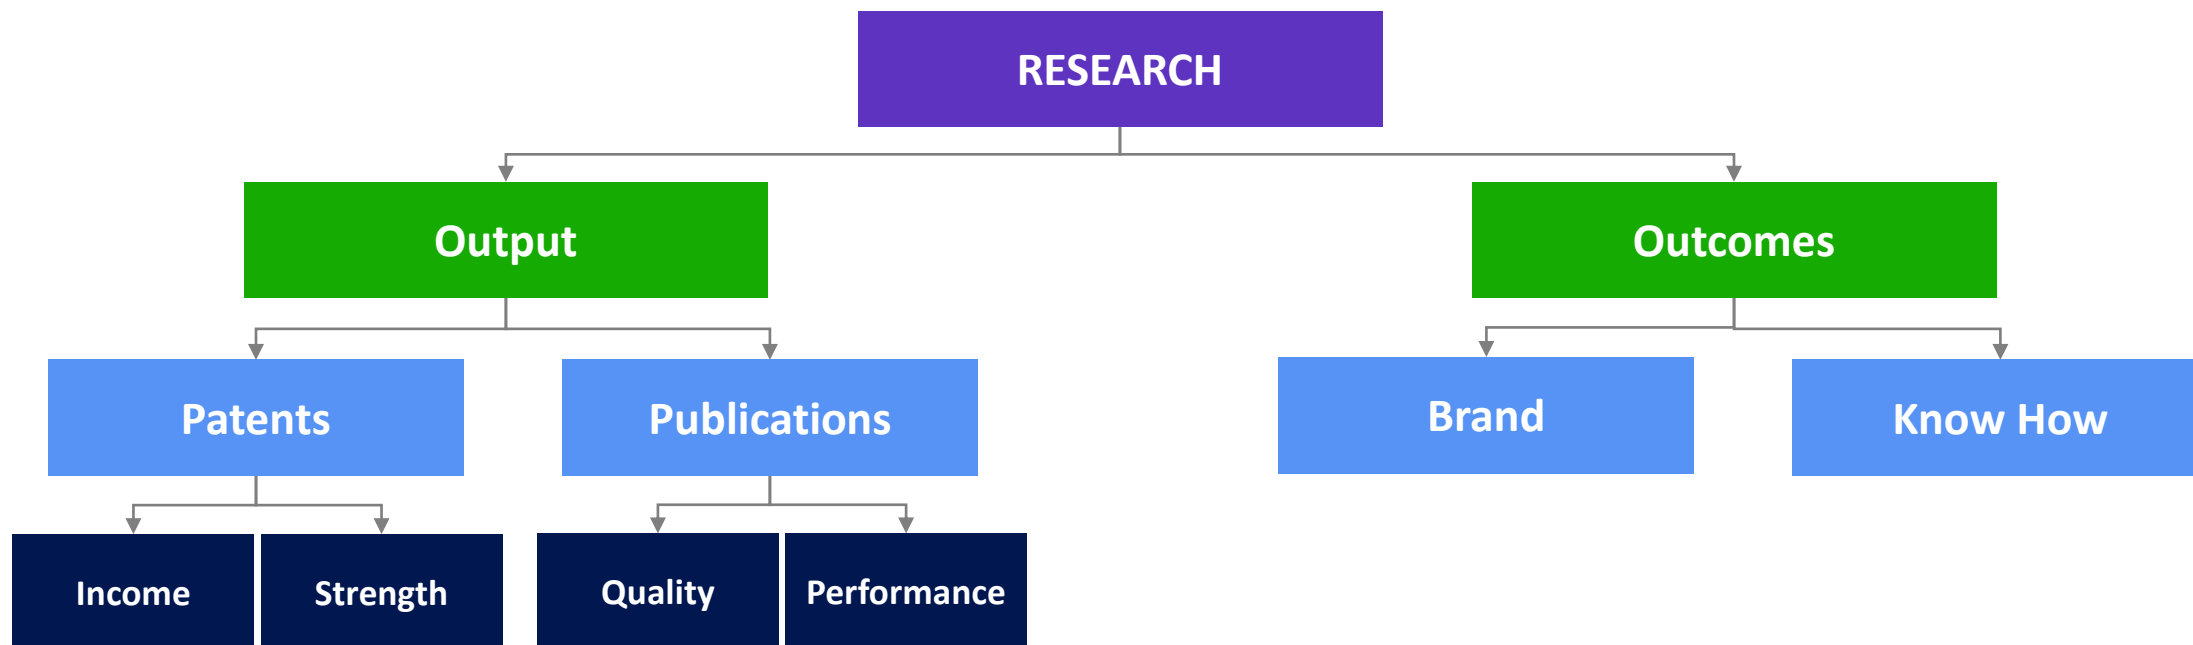 RESEARCH
Output
Outcomes
Patents
Publications
Brand
Know How
Income
Strength
Quality
Performance